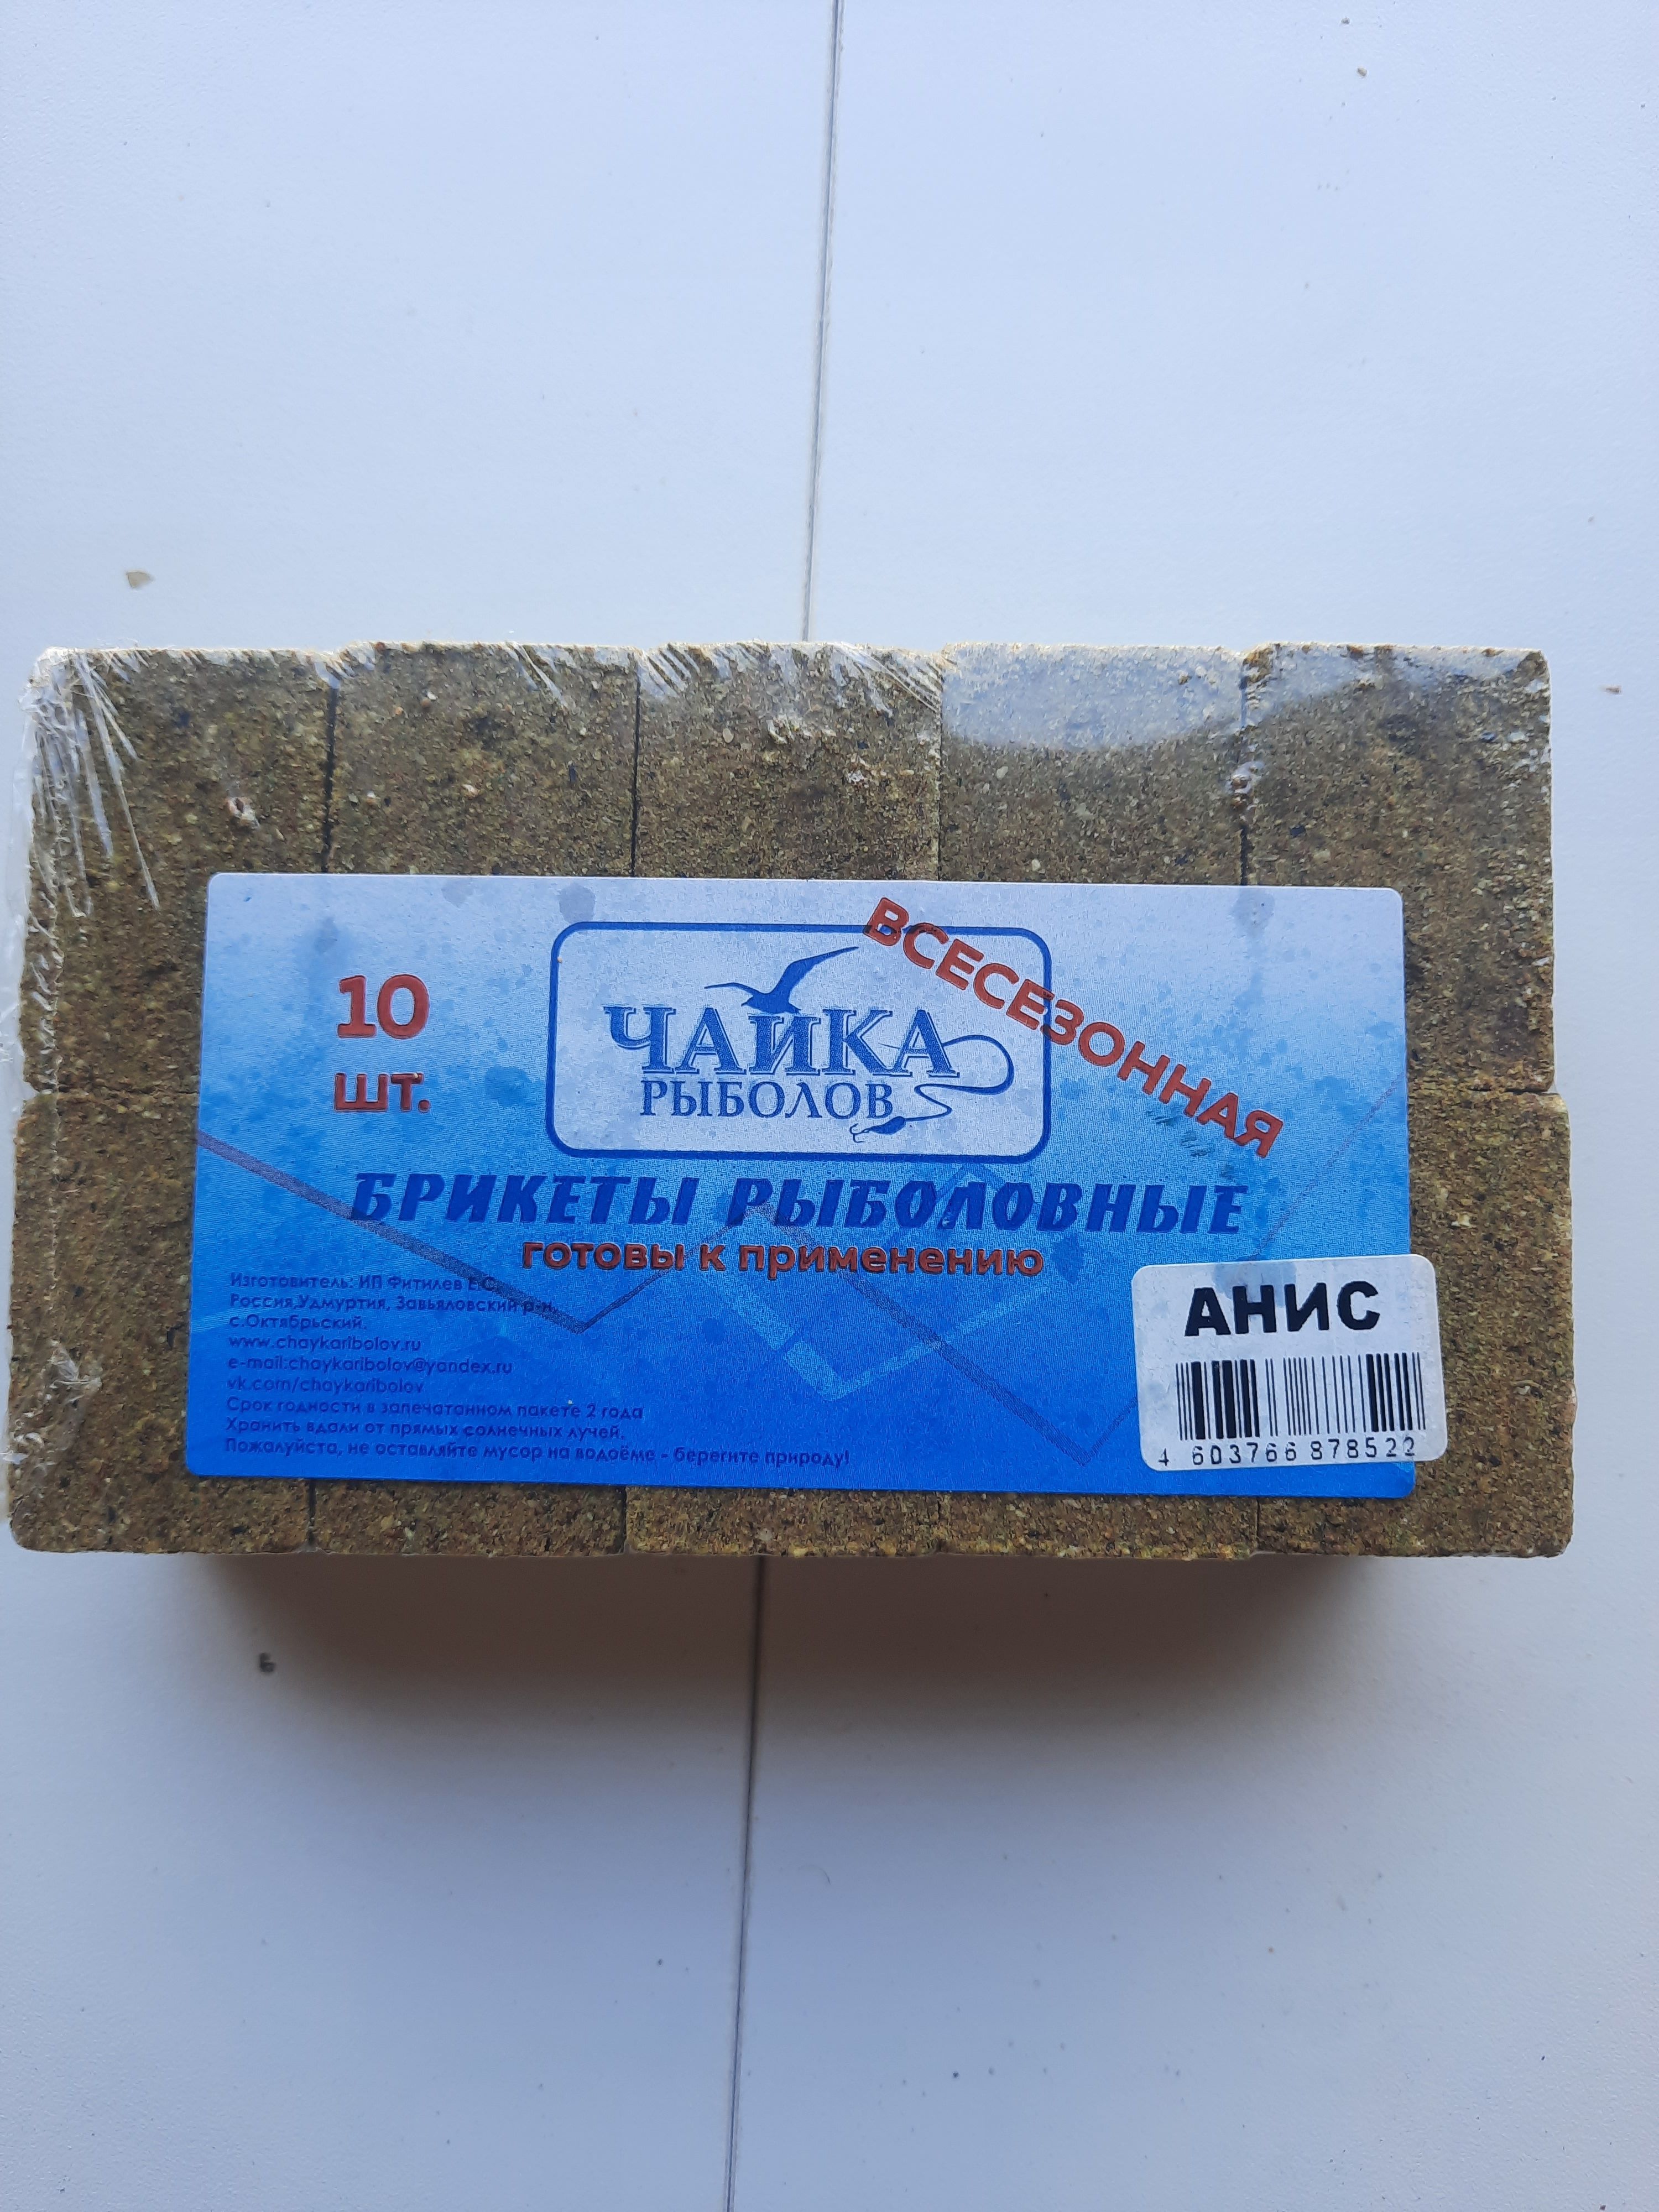 10
шт.
ЧАЙКА
РЫБОЛОВ
ВСЕСЕЗОННАЯ
БРИКЕТЫ РЫБОЛОВНЫЕ
готовы к применению
Изготовитель: ИП Фитилев Е.С.
Россия,Удмуртия, Завьяловский р-н,
с.Октябрьский.
www.chaykaribolov.ru
e-mail:chaykaribolov@yandex.ru
vk.com/chaykaribolov
Срок годности в запечатанном пакете 2 года
Хранить вдали от прямых солнечных лучей.
Пожалуйста, не оставляйте мусор на водоёме - берегите природу!
АНИС
4 603766 878522